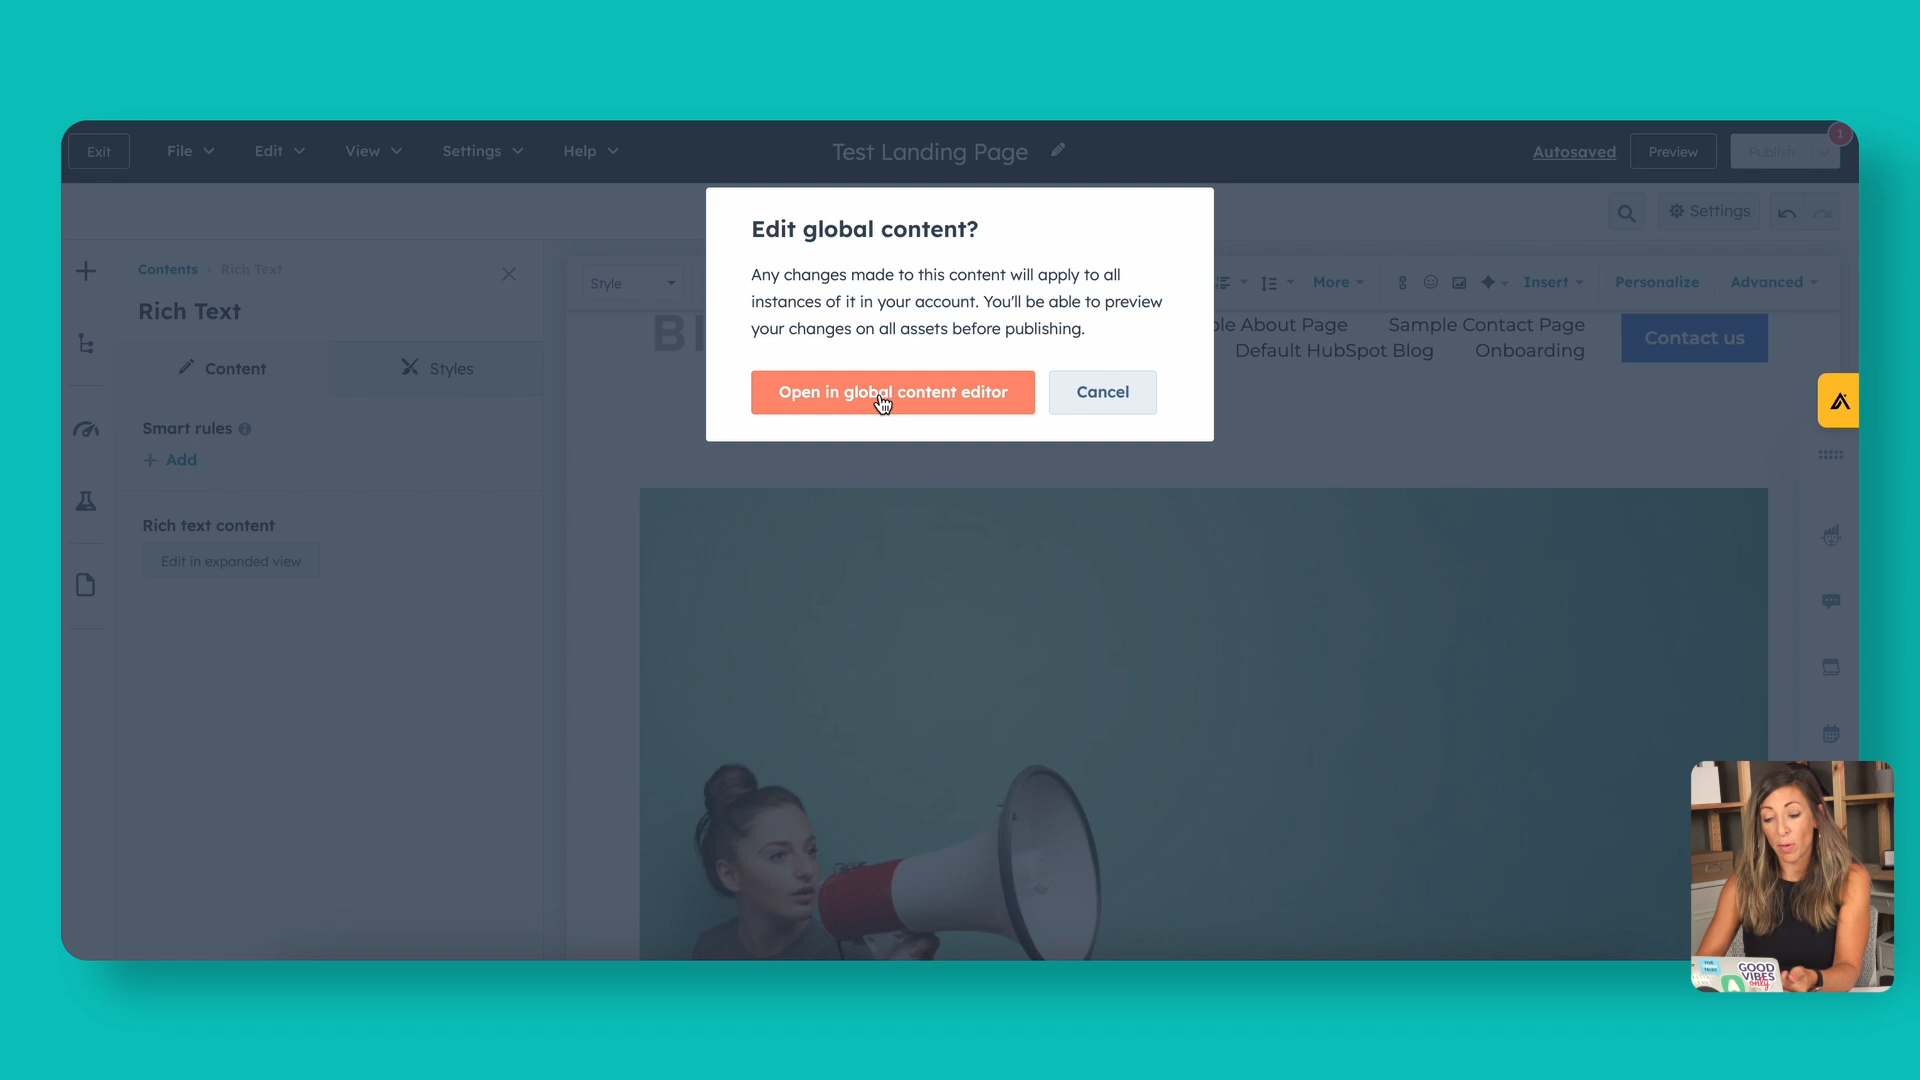 Exit
File
Edit
View
Settings
Help
Test Landing Page
Autosaved
Preview
Publish
1
Settings
Edit global content?
Any changes made to this content will apply to all
instances of it in your account. You'll be able to preview
your changes on all assets before publishing.
Open in global content editor
Cancel
Contents > Rich Text
Rich Text
Content
Styles
Smart rules
+ Add
Rich text content
Edit in expanded view
Style
More
Insert
Personalize
Advanced
About Page
Sample Contact Page
Default HubSpot Blog
Onboarding
Contact us
GOOD
VIBES
only